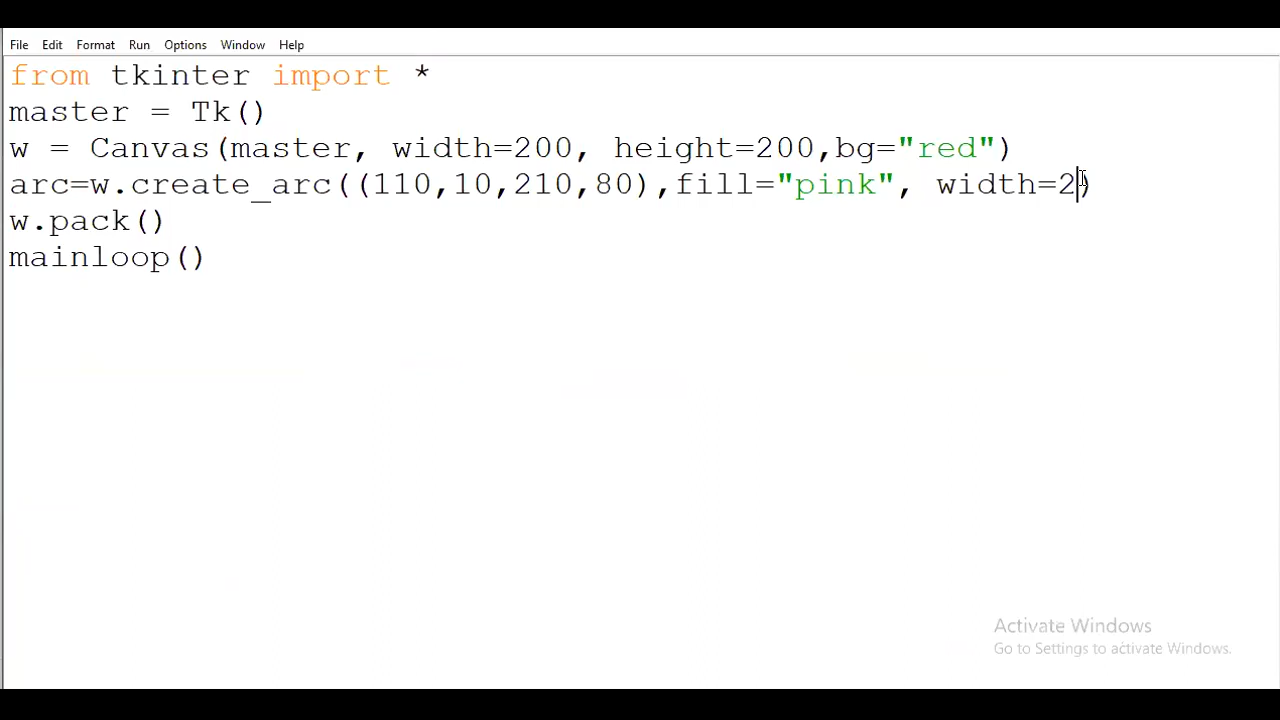 File Edit Format Run Options Window Help
from tkinter import *
master = Tk()
w = Canvas(master, width=200, height=200,bg="red")
arc=w.create_arc((110,10,210,80),fill="pink", width=2)
w.pack()
mainloop()
Activate Windows
Go to Settings to activate Windows.